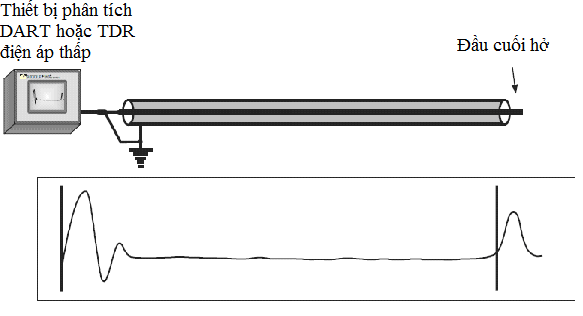 Thiết bị phân tích
DART hoặc TDR
điện áp thấp
Đầu cuối hở